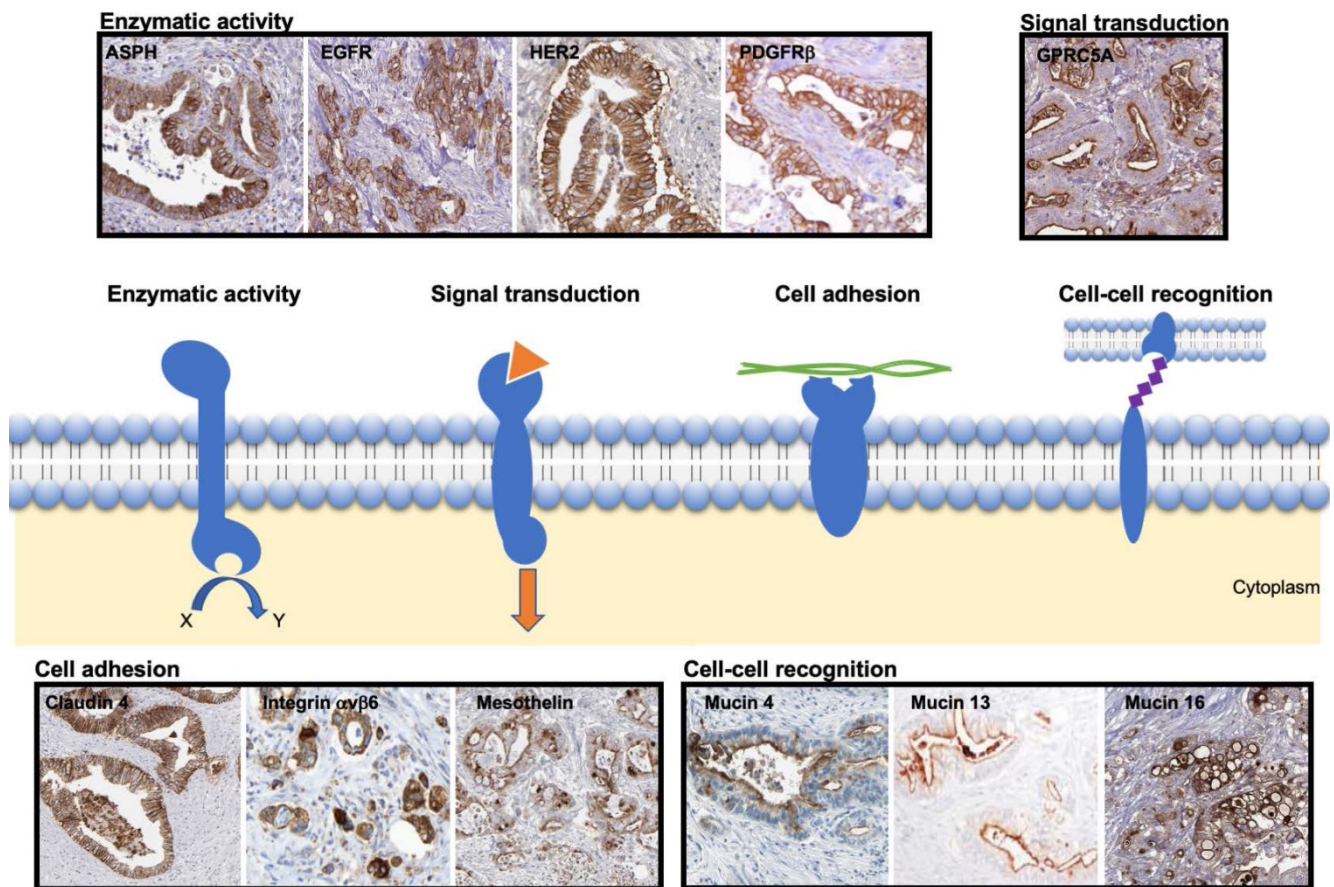 Enzymatic activity
Signal transduction
ASPH
EGFR
HER2
PDGFRβ
GPRC5A
Enzymatic activity
Signal transduction
Cell adhesion
Cell-cell recognition
X
Y
Cytoplasm
Cell adhesion
Cell-cell recognition
Claudin 4
Integrin αvβ6
Mesothelin
Mucin 4
Mucin 13
Mucin 16